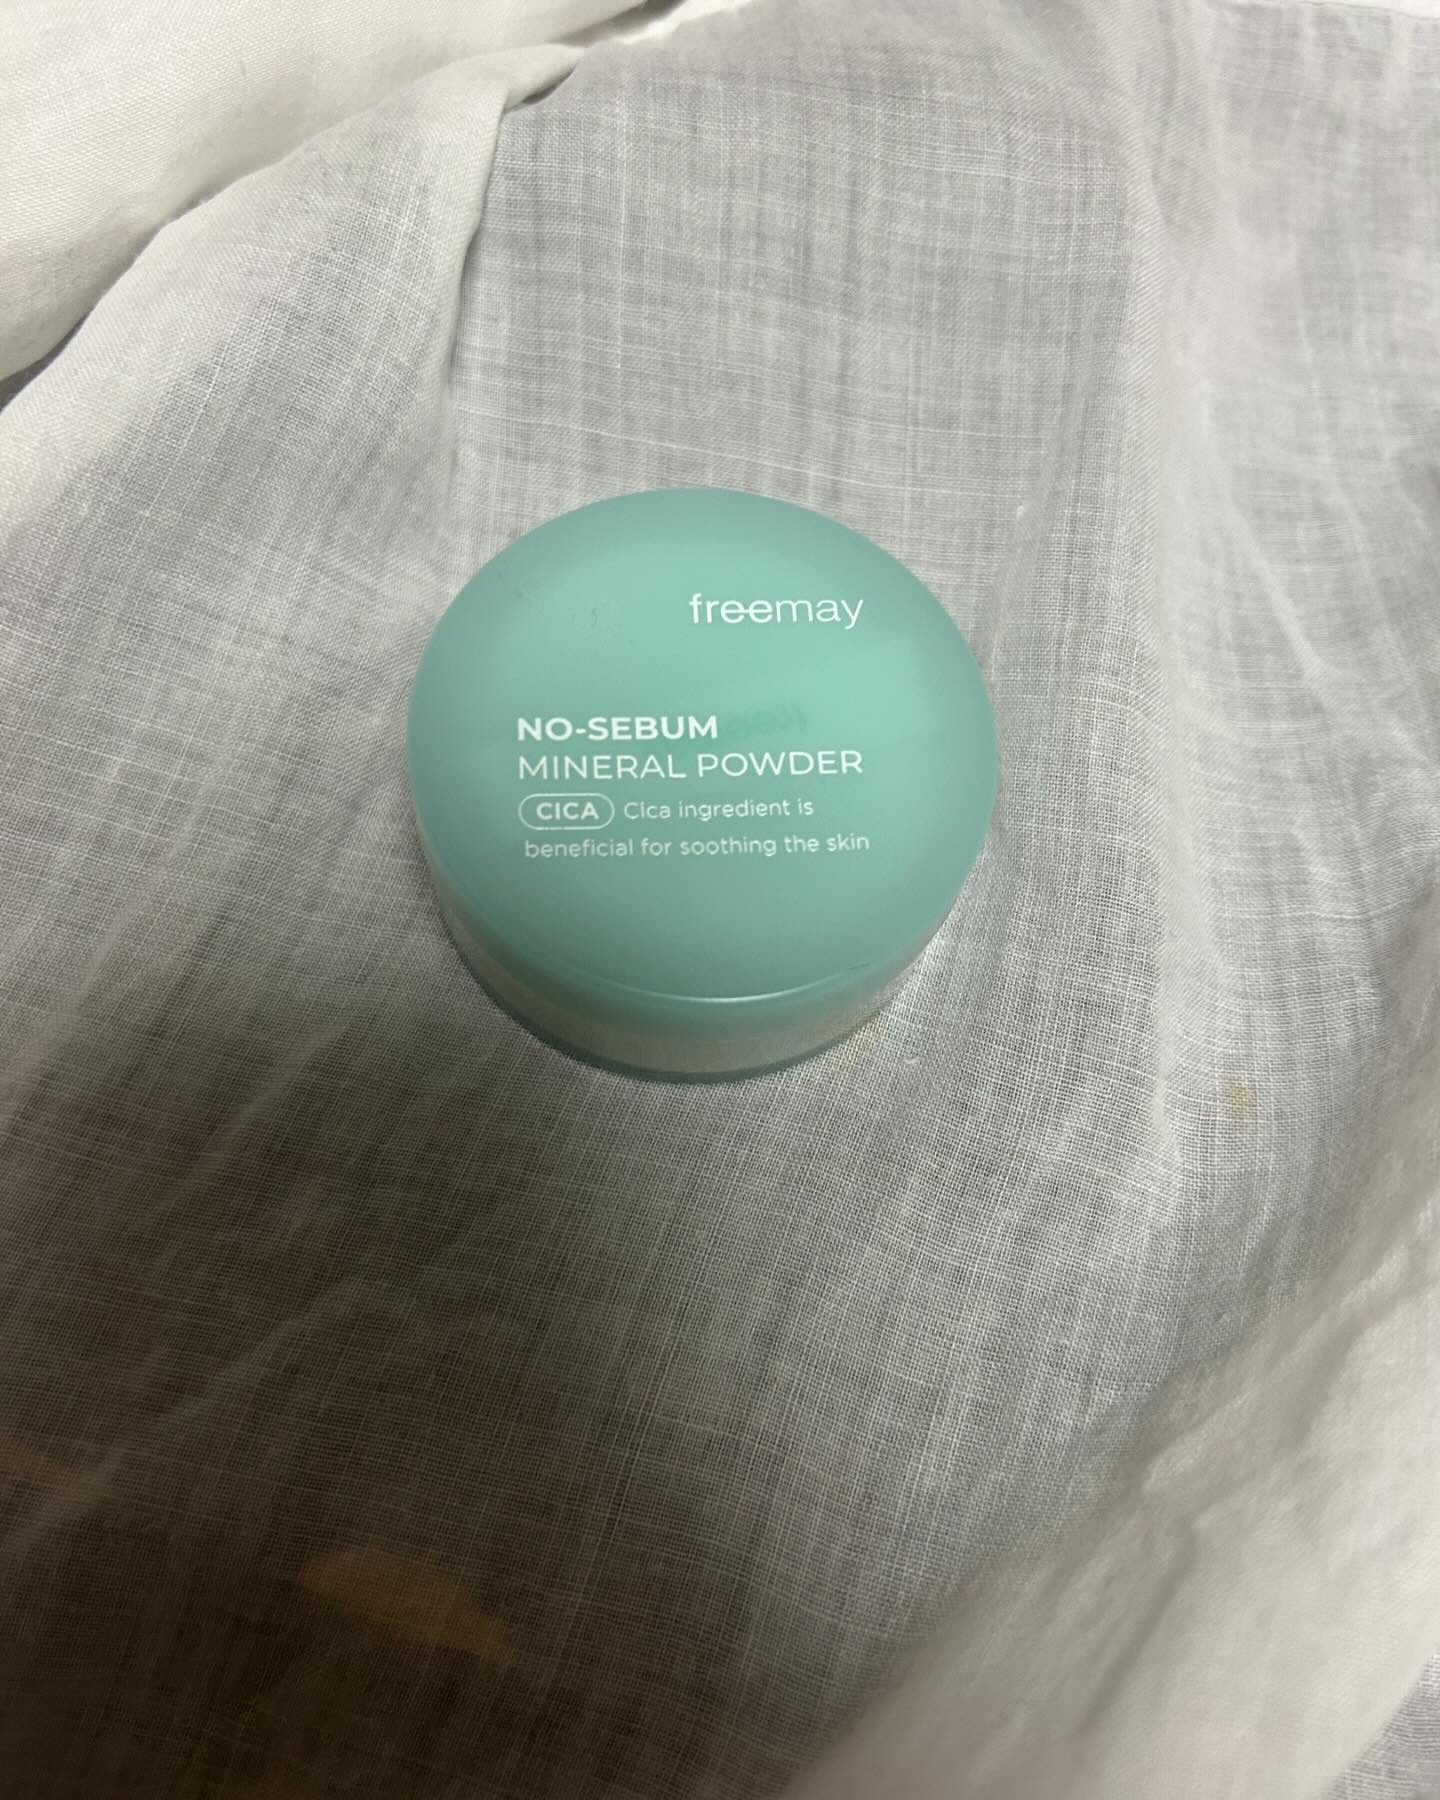 freemay
NO-SEBUM
MINERAL POWDER
CICA Cica ingredient is
beneficial for soothing the skin